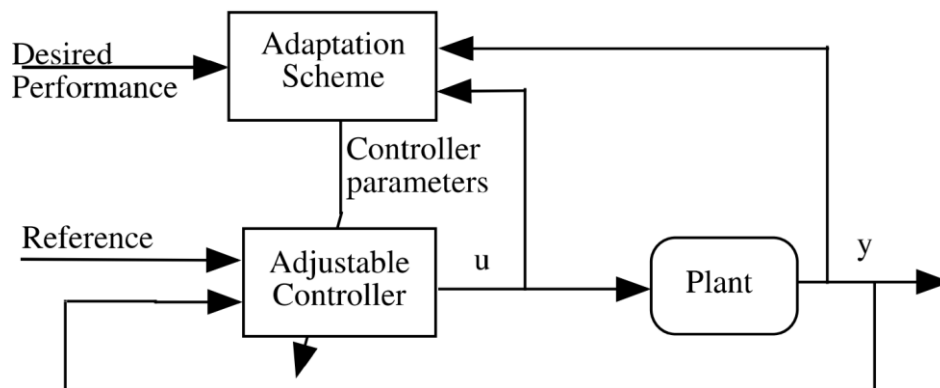 Desired
Performance
Adaptation
Scheme
Controller
parameters
Reference
Adjustable
Controller
u
Plant
y